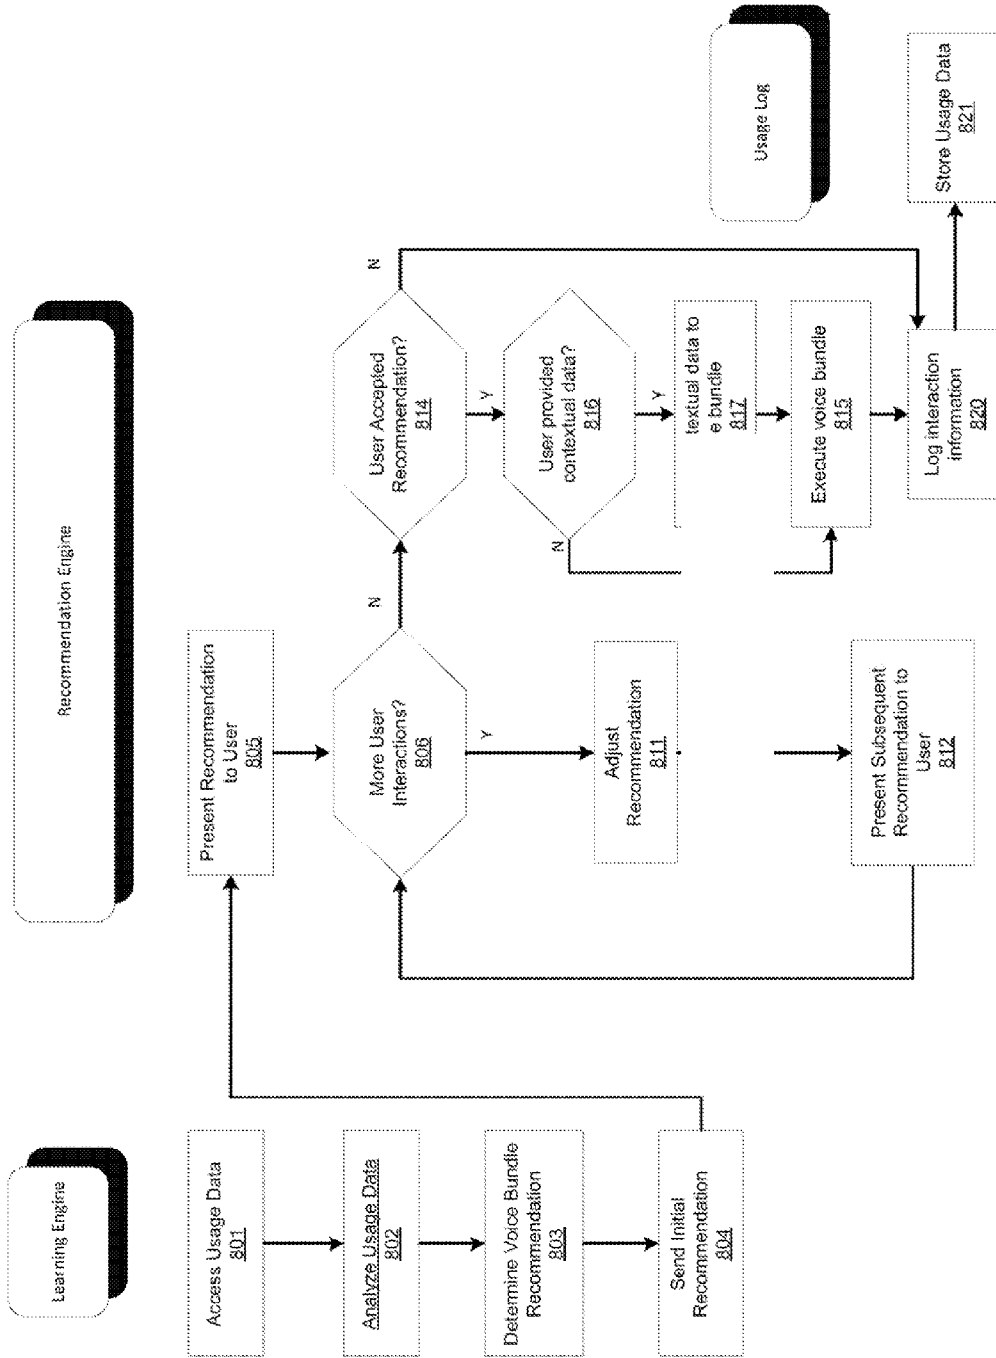 Learning Engine
Recommendation Engine
Usage Log
Access Usage Data
801
Analyze Usage Data
802
Determine Voice Bundle
Recommendation
803
Send Initial
Recommendation
804
Present Recommendation
to User
805
More User
Interactions?
806
N
Y
Adjust
Recommendation
811
Present Subsequent
Recommendation to
User
812
User Accepted
Recommendation?
814
N
Y
User provided
contextual data?
816
N
Y
textual data to
e bundle
817
Execute voice bundle
815
Log interaction
information
820
Store Usage Data
821